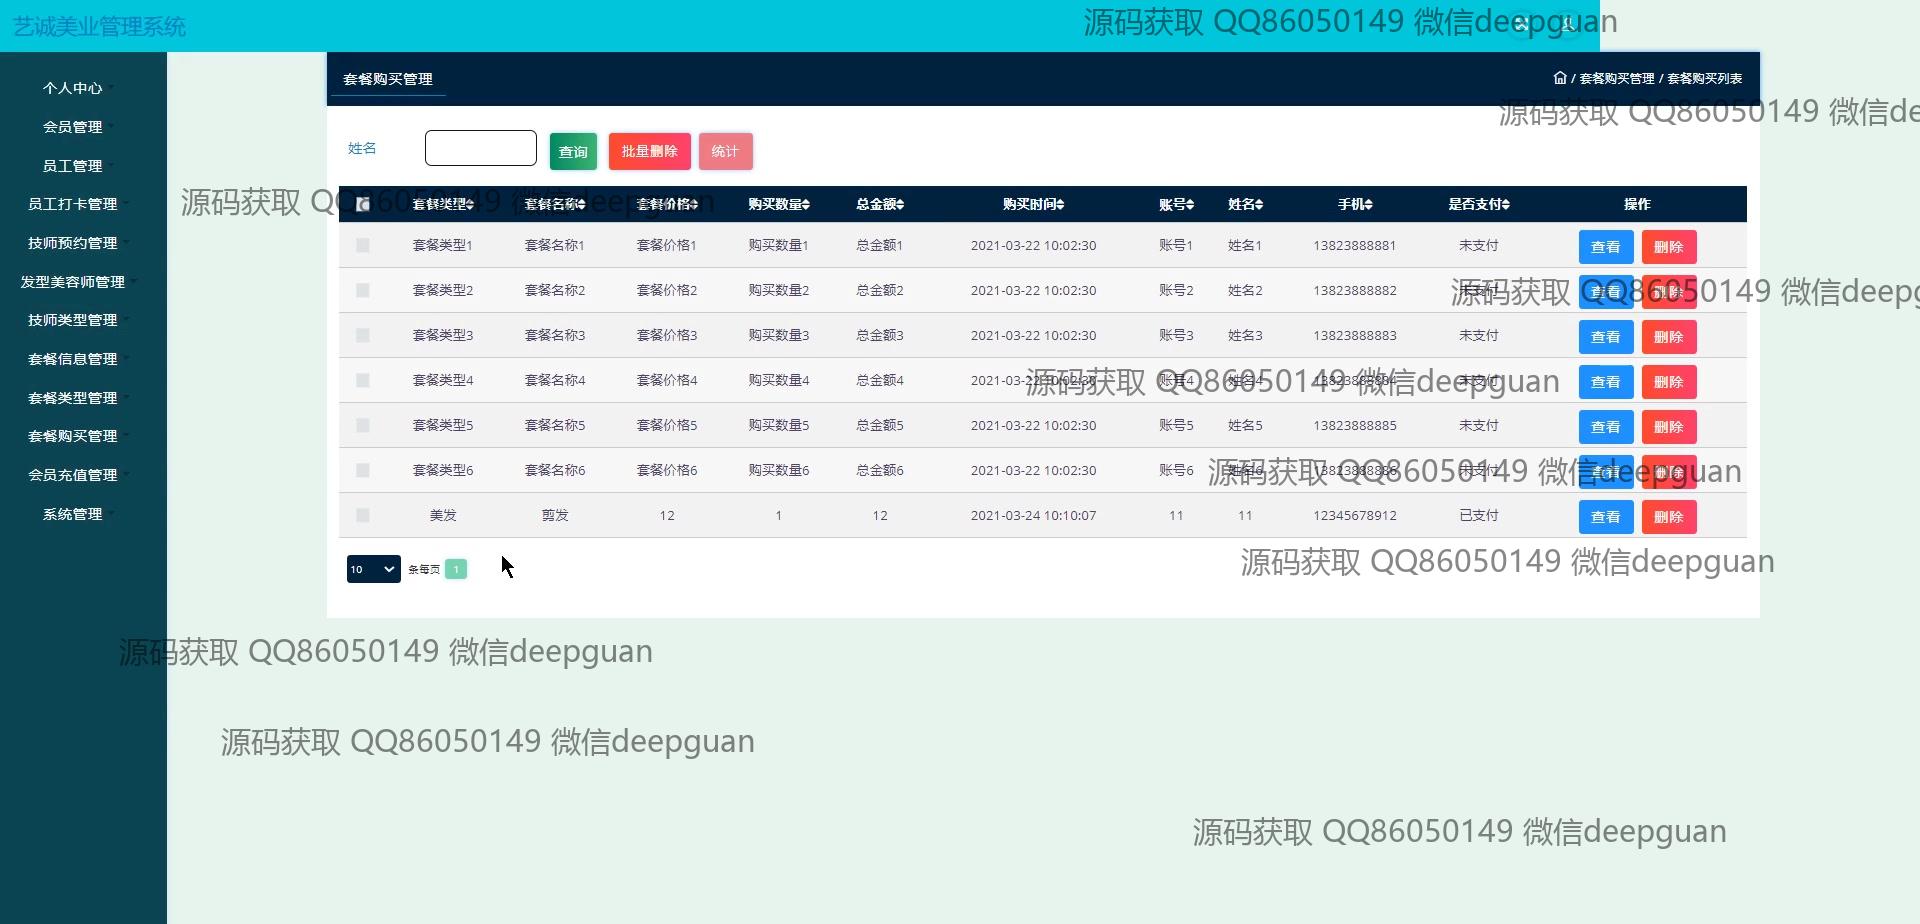 艺诚美业管理系统
源码获取 QQ86050149 微信deepguan
个人中心
会员管理
员工管理
员工打卡管理
技师预约管理
发型美容师管理
技师类型管理
套餐信息管理
套餐类型管理
套餐购买管理
会员充值管理
系统管理
套餐购买管理
/ 套餐购买管理 / 套餐购买列表
源码获取 QQ86050149 微信de
姓名 查询 批量删除 统计
源码获取 QQ86050149 微信deepguan
套餐类型 套餐名称 套餐价格 购买数量 总金额 购买时间 账号 姓名 手机 是否支付 操作
套餐类型1 套餐名称1 套餐价格1 购买数量1 总金额1 2021-03-22 10:02:30 账号1 姓名1 13823888881 未支付 查看 删除
套餐类型2 套餐名称2 套餐价格2 购买数量2 总金额2 2021-03-22 10:02:30 账号2 姓名2 13823888882 未支付 查看 删除
源码获取 QQ86050149 微信deepg
套餐类型3 套餐名称3 套餐价格3 购买数量3 总金额3 2021-03-22 10:02:30 账号3 姓名3 13823888883 未支付 查看 删除
套餐类型4 套餐名称4 套餐价格4 购买数量4 总金额4 2021-03-22 10:02:30 账号4 姓名4 13823888884 未支付 查看 删除
源码获取 QQ86050149 微信deepguan
套餐类型5 套餐名称5 套餐价格5 购买数量5 总金额5 2021-03-22 10:02:30 账号5 姓名5 13823888885 未支付 查看 删除
套餐类型6 套餐名称6 套餐价格6 购买数量6 总金额6 2021-03-22 10:02:30 账号6 姓名6 13823888886 未支付 查看 删除
源码获取 QQ86050149 微信deepguan
美发 剪发 12 1 12 2021-03-24 10:10:07 11 11 12345678912 已支付 查看 删除
10 条每页 1
源码获取 QQ86050149 微信deepguan
源码获取 QQ86050149 微信deepguan
源码获取 QQ86050149 微信deepguan
源码获取 QQ86050149 微信deepguan